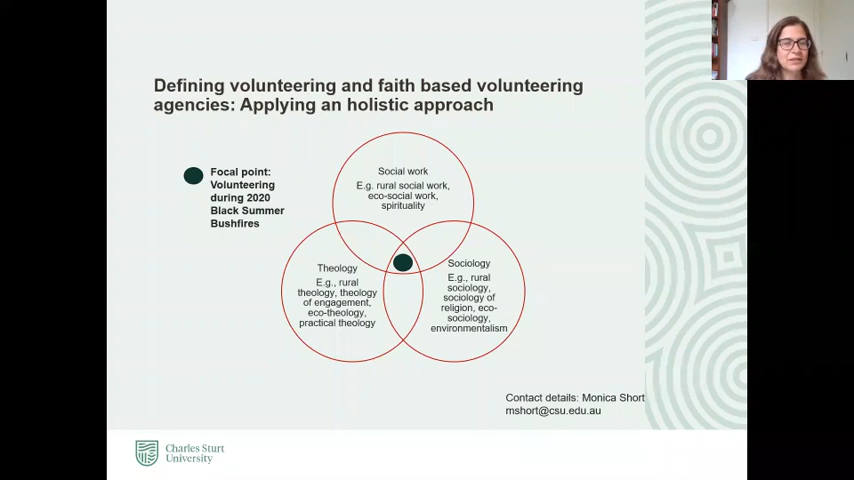 Defining volunteering and faith based volunteering
agencies: Applying an holistic approach
Focal point:
Volunteering
during 2020
Black Summer
Bushfires
Social work
E.g. rural social work,
eco-social work,
spirituality
Theology
E.g., rural
theology, theology
of engagement,
eco-theology,
practical theology
Sociology
E.g., rural
sociology,
sociology of
religion, eco-
sociology,
environmentalism
Contact details: Monica Short
mshort@csu.edu.au
Charles Sturt
University